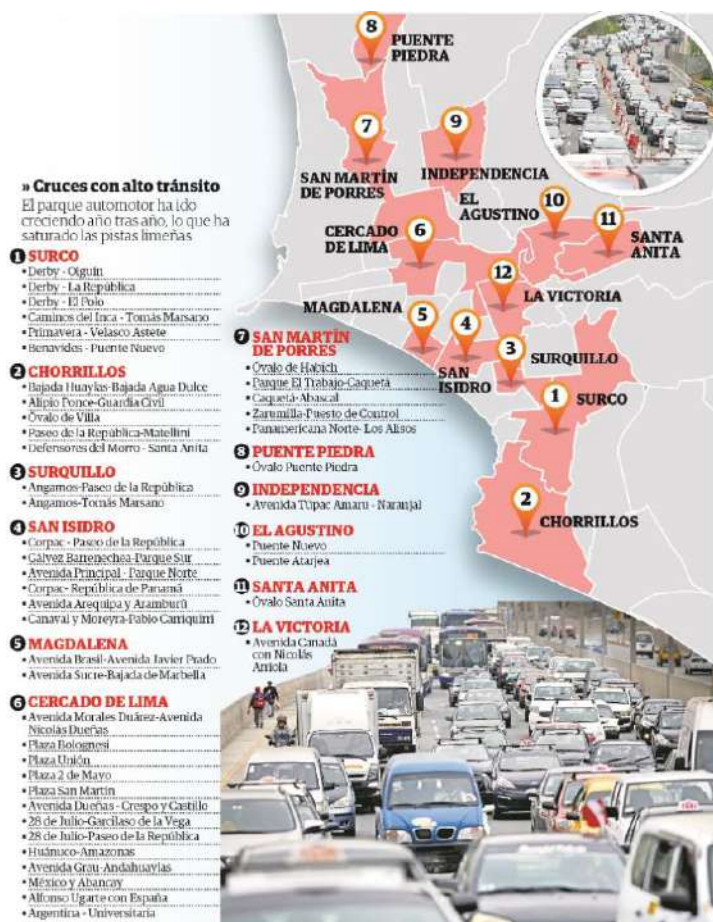 » Cruces con alto tránsito
El parque automotor ha ido
creciendo año tras año, lo que ha
saturado las pistas limeñas
1 SURCO
▪ Derby - Olguín
▪ Derby - La República
▪ Derby - El Polo
▪ Caminos del Inca - Tomás Marsano
▪ Primavera - Velasco Astete
▪ Benavides - Puente Nuevo
2 CHORRILLOS
▪ Bajada Huaylas-Bajada Agua Dulce
▪ Alipio Ponce-Guardia Civil
▪ Óvalo de Villa
▪ Paseo de la República-Matellini
▪ Defensores del Morro - Santa Anita
3 SURQUILLO
▪ Angamos-Paseo de la República
▪ Angamos-Tomás Marsano
4 SAN ISIDRO
▪ Corpac - Paseo de la República
▪ Gálvez Barrenechea-Parque Sur
▪ Avenida Principal - Parque Norte
▪ Corpac- República de Panamá
▪ Avenida Arequipa y Aramburú
▪ Canaval y Moreyra-Pablo Carriquiri
5 MAGDALENA
▪ Avenida Brasil-Avenida Javier Prado
▪ Avenida Sucre-Bajada de Marbella
6 CERCADO DE LIMA
▪ Avenida Morales Duárez-Avenida
Nicolás Dueñas
▪ Plaza Bolognesi
▪ Plaza Unión
▪ Plaza 2 de Mayo
▪ Plaza San Martín
▪ Avenida Dueñas - Crespo y Castillo
▪ 28 de Julio-Garcilaso de la Vega
▪ 28 de Julio-Paseo de la República
▪ Huánuco-Amazonas
▪ Avenida Grau-Andahuaylas
▪ México y Abancay
▪ Alfonso Ugarte con España
▪ Argentina - Universitaria
7 SAN MARTÍN
DE PORRES
▪ Óvalo de Habich
▪ Parque El Trabajo-Caquetá
▪ Caquetá-Abascal
▪ Zarumilla-Puesto de Control
▪ Panamericana Norte- Los Alisos
8 PUENTE PIEDRA
▪ Óvalo Puente Piedra
9 INDEPENDENCIA
▪ Avenida Túpac Amaru - Naranjal
10 EL AGUSTINO
▪ Puente Nuevo
▪ Puente Atarjea
11 SANTA ANITA
▪ Óvalo Santa Anita
12 LA VICTORIA
▪ Avenida Canadá
con Nicolás
Arriola
8
PUENTE
PIEDRA
7
SAN MARTÍN
DE PORRES
9
INDEPENDENCIA
EL
AGUSTINO
10
11
SANTA
ANITA
CERCADO
DE LIMA
6
12
LA VICTORIA
MAGDALENA
5
4
SAN
ISIDRO
3
SURQUILLO
1
SURCO
2
CHORRILLOS